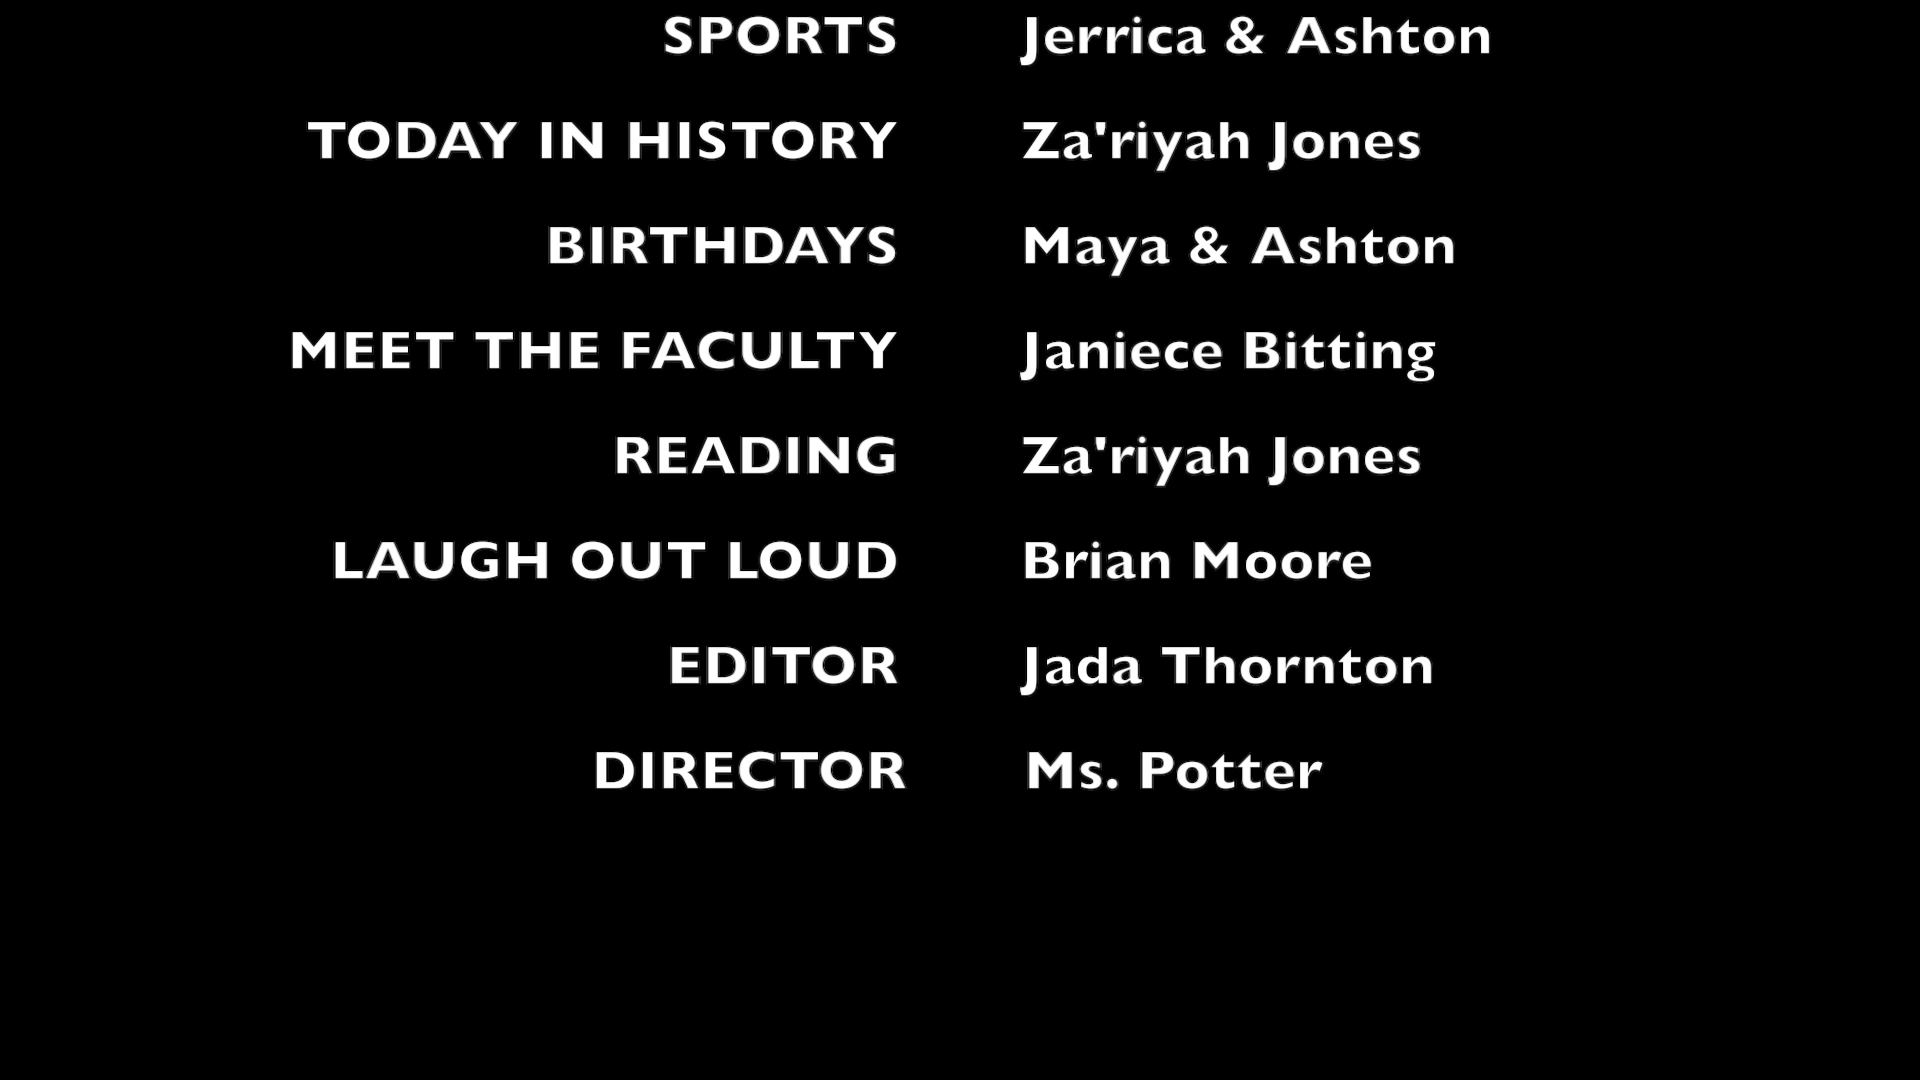 SPORTS Jerrica & Ashton
TODAY IN HISTORY Za'riyah Jones
BIRTHDAYS Maya & Ashton
MEET THE FACULTY Janiece Bitting
READING Za'riyah Jones
LAUGH OUT LOUD Brian Moore
EDITOR Jada Thornton
DIRECTOR Ms. Potter